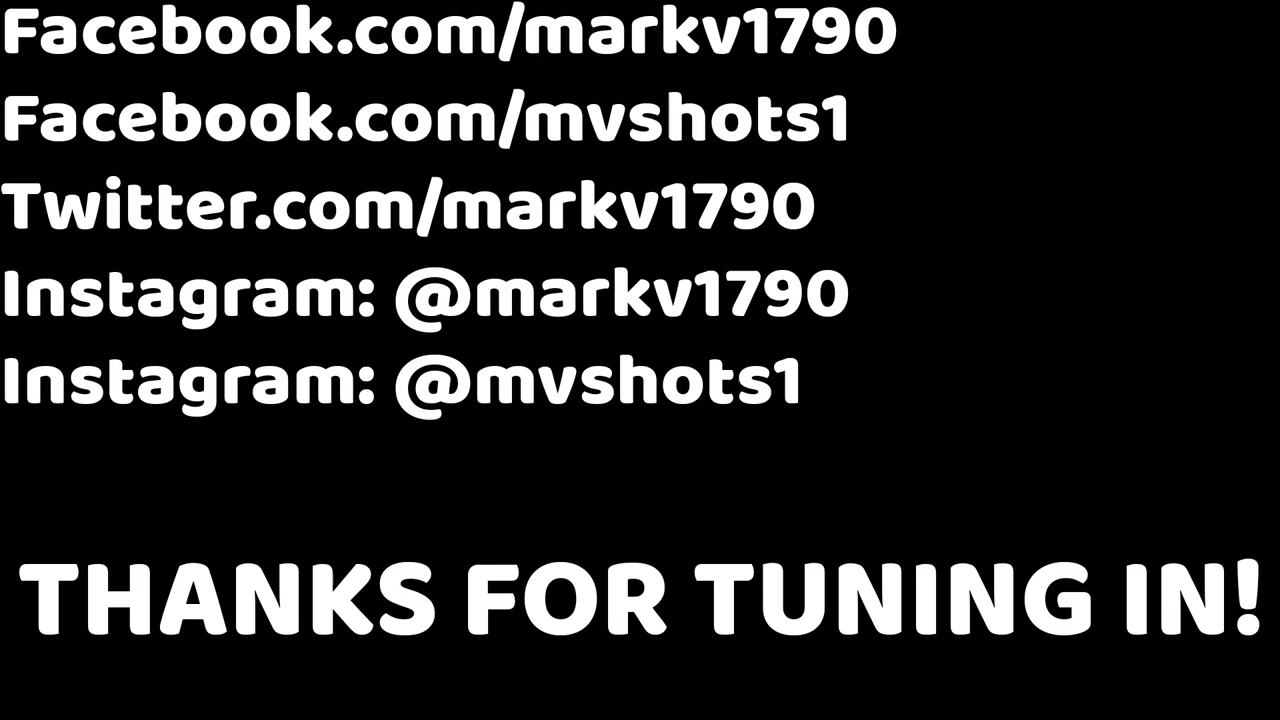 Facebook.com/markv1790
Facebook.com/mvshots1
Twitter.com/markv1790
Instagram: @markv1790
Instagram: @mvshots1
THANKS FOR TUNING IN!